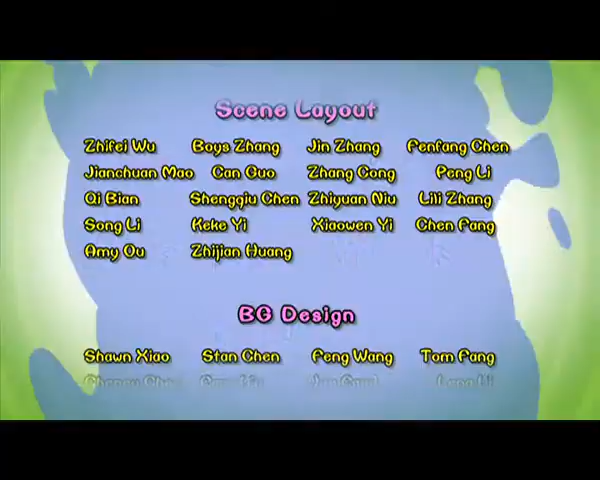 Scene Layout
Zhifei Wu Boys Zhang Jin Zhang Fenfang Chen
Jianchuan Mao Can Guo Zhang Cong Peng Li
Qi Bian Shengqiu Chen Zhiyuan Niu Lili Zhang
Song Li Keke Yi Xiaowen Yi Chen Fang
Amy Ou Zhijian Huang
BG Design
Shawn Xiao Stan Chen Feng Wang Tom Fang